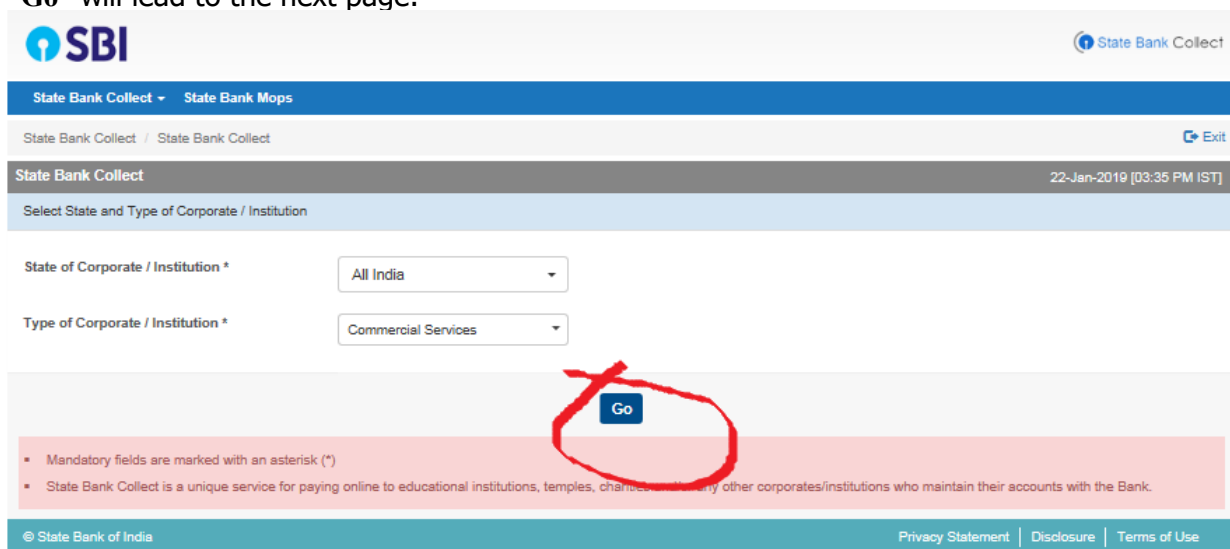 Go" will lead to the next page.
SBI
State Bank Collect
State Bank Collect State Bank Mops
State Bank Collect / State Bank Collect
Exit
State Bank Collect
22-Jan-2019 [03:35 PM IST]
Select State and Type of Corporate / Institution
State of Corporate / Institution *
All India
Type of Corporate / Institution *
Commercial Services
Go
Mandatory fields are marked with an asterisk (*)
State Bank Collect is a unique service for paying online to educational institutions, temples, charities any other corporates/institutions who maintain their accounts with the Bank.
© State Bank of India
Privacy Statement | Disclosure | Terms of Use